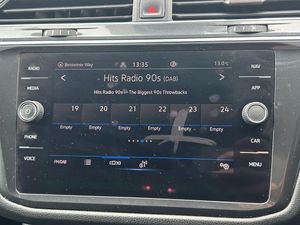 Bessemer Way
13:35
13.0°C
RADIO
MEDIA
PHONE
VOICE
NAV
APP
CAR
MENU
Hits Radio 90s (DAB)
Hits Radio 90s - The Biggest 90s Throwbacks
19 20 21 22 23 24
Empty Empty Empty Empty Empty Empty
FM/DAB